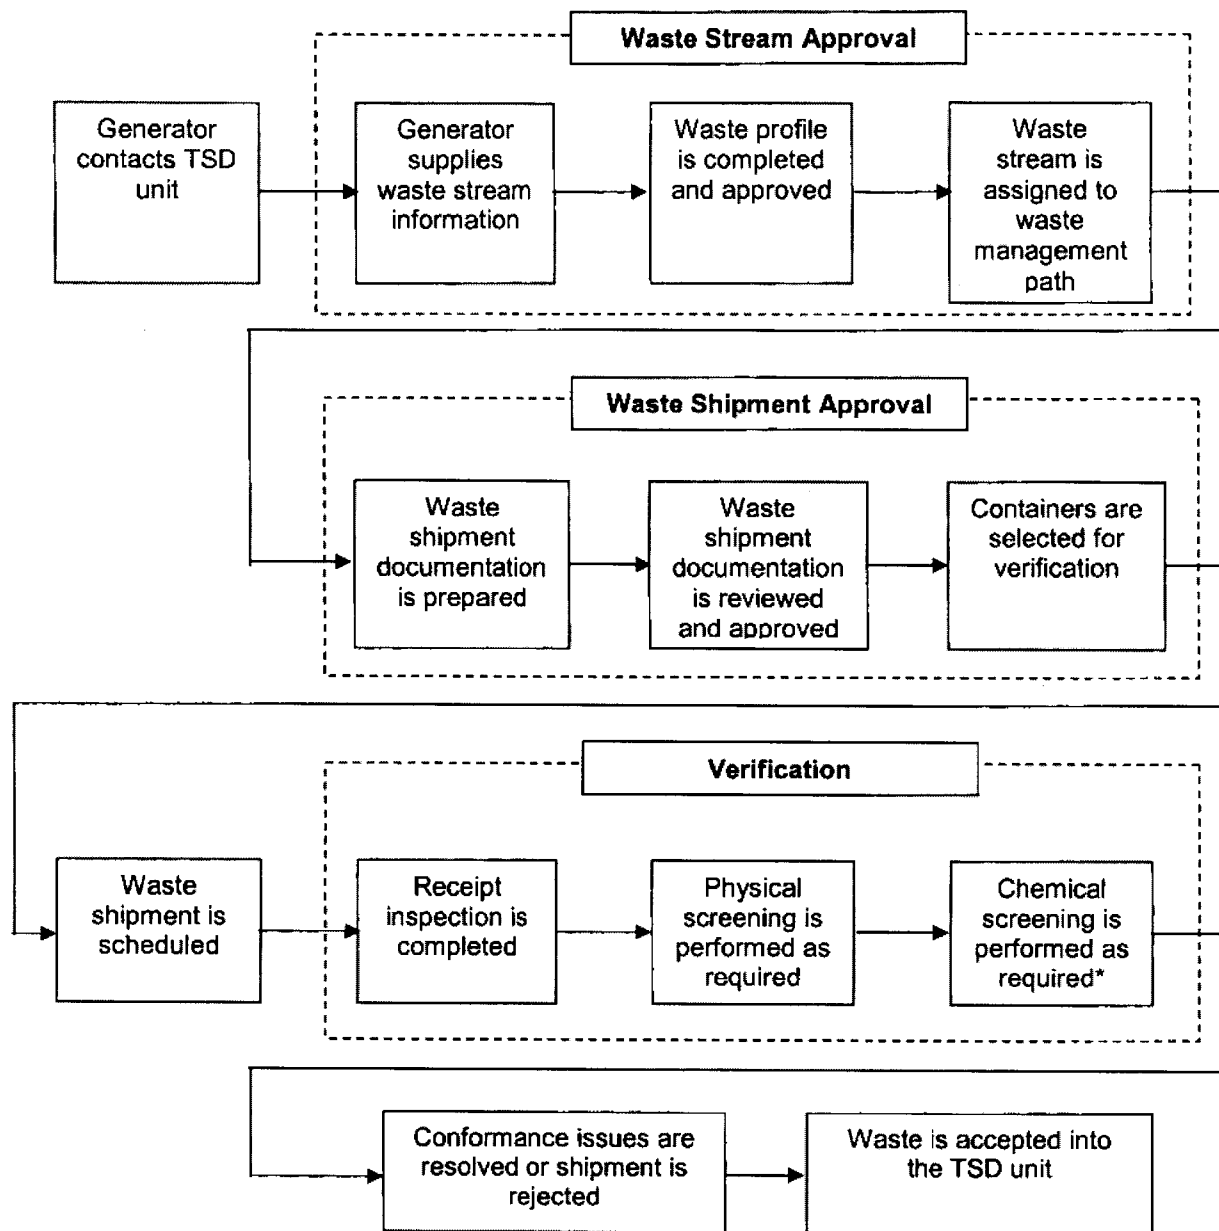 Waste Stream Approval
Generator
contacts TSD
unit
Generator
supplies
waste stream
information
Waste profile
is completed
and approved
Waste
stream is
assigned to
waste
management
path
Waste Shipment Approval
Waste
shipment
documentation
is prepared
Waste
shipment
documentation
is reviewed
and approved
Containers are
selected for
verification
Verification
Waste
shipment is
scheduled
Receipt
inspection is
completed
Physical
screening is
performed as
required
Chemical
screening is
performed as
required*
Conformance issues are
resolved or shipment is
rejected
Waste is accepted into
the TSD unit